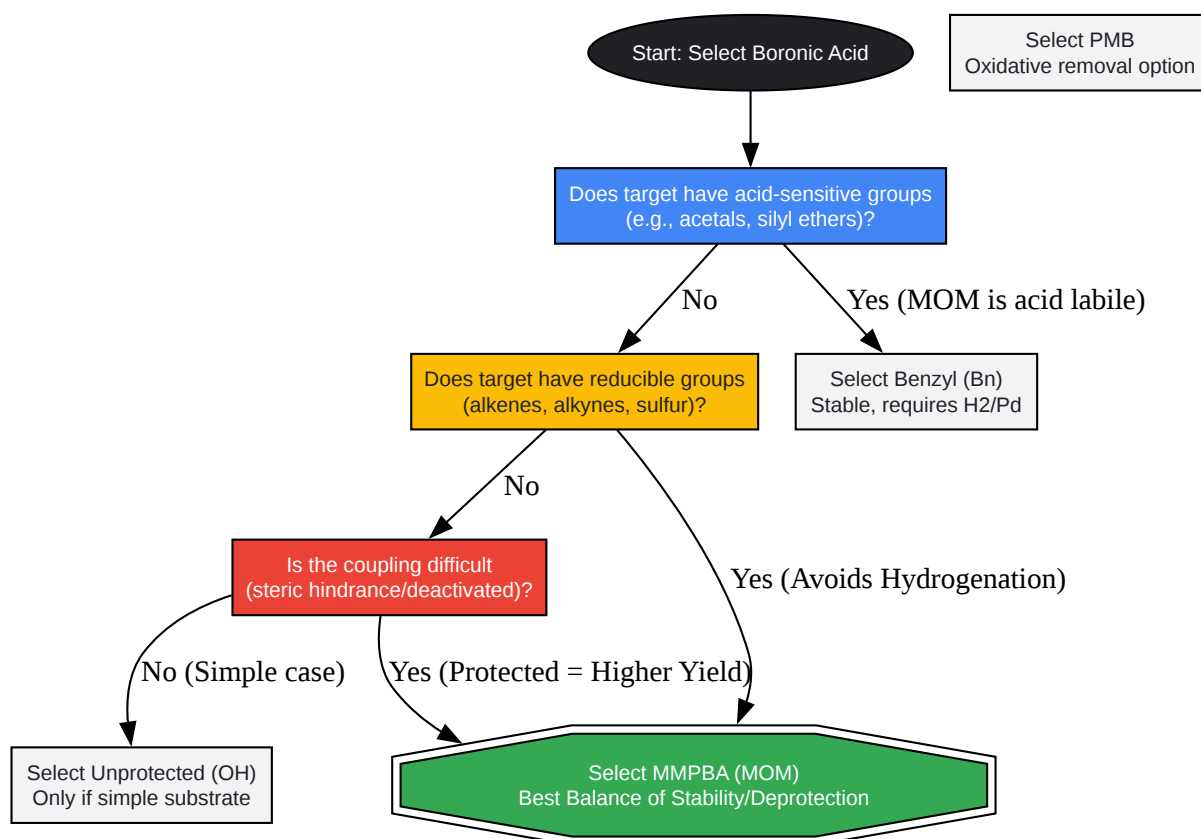 Start: Select Boronic Acid
Select PMB
Oxidative removal option
Does target have acid-sensitive groups
(e.g., acetals, silyl ethers)?
No
Yes (MOM is acid labile)
Does target have reducible groups
(alkenes, alkynes, sulfur)?
Select Benzyl (Bn)
Stable, requires H2/Pd
No
Is the coupling difficult
(steric hindrance/deactivated)?
Yes (Avoids Hydrogenation)
No (Simple case)
Yes (Protected = Higher Yield)
Select Unprotected (OH)
Only if simple substrate
Select MMPBA (MOM)
Best Balance of Stability/Deprotection